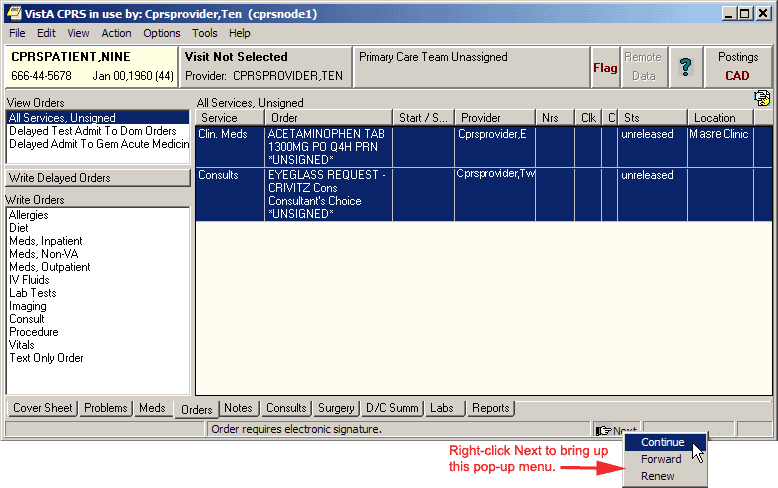 VistA CPRS in use by: Cprsprovider,Ten (cprsnode1)
File Edit View Action Options Tools Help
CPRSPATIENT,NINE
666-44-5678 Jan 00,1960 (44)
Visit Not Selected
Provider: CPRSPROVIDER,TEN
Primary Care Team Unassigned
Flag
Remote
Data
?
Postings
CAD
View Orders
All Services, Unsigned
Delayed Test Admit To Dom Orders
Delayed Admit To Gem Acute Medicin
Write Delayed Orders
Write Orders
Allergies
Diet
Meds, Inpatient
Meds, Non-VA
Meds, Outpatient
IV Fluids
Lab Tests
Imaging
Consult
Procedure
Vitals
Text Only Order
All Services, Unsigned
Service Order Start / S... Provider Nrs Clk C Sts Location
Clin. Meds ACETAMINOPHEN TAB Cprsprovider,E unreleased Masre Clinic
1300MG PO Q4H PRN
*UNSIGNED*
Consults EYEGLASS REQUEST - Cprsprovider,Tw unreleased
CRIVITZ Cons
Consultant's Choice
*UNSIGNED*
Cover Sheet Problems Meds Orders Notes Consults Surgery D/C Summ Labs Reports
Order requires electronic signature.
Next
Right-click Next to bring up
this pop-up menu.
Continue
Forward
Renew